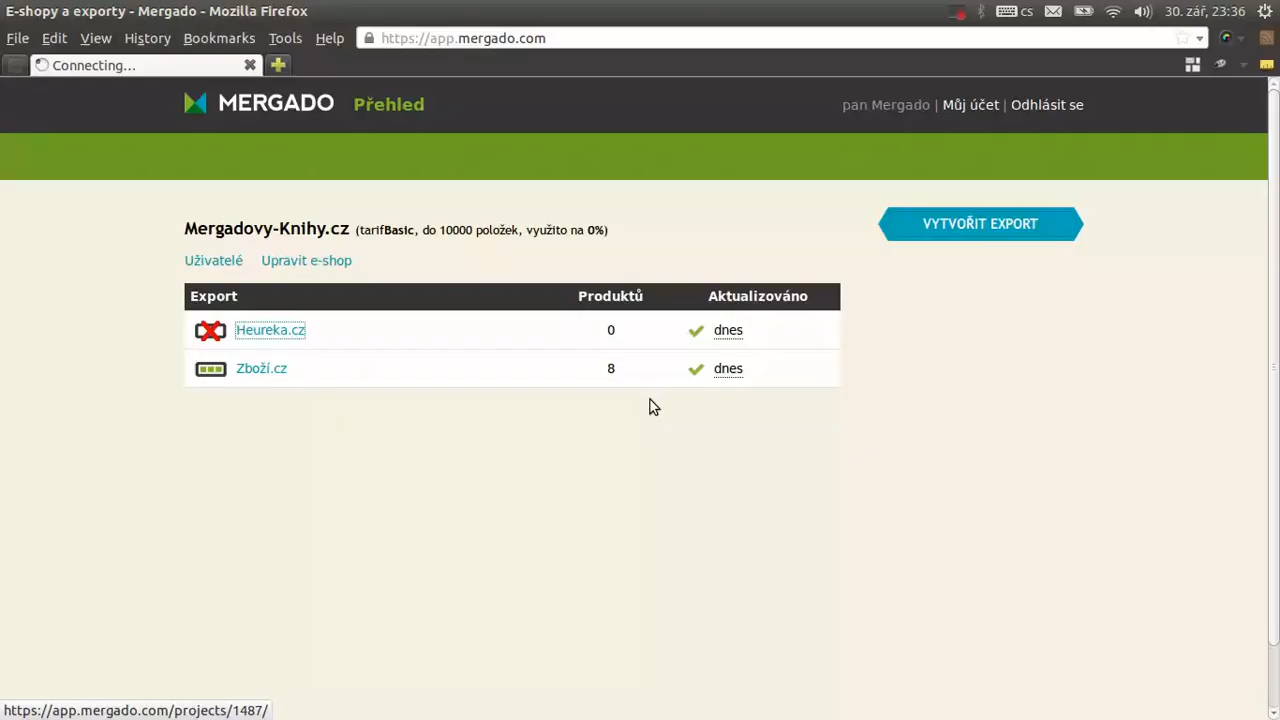 E-shopy a exporty - Mergado - Mozilla Firefox
cs
30. zář, 23:36
File Edit View History Bookmarks Tools Help
https://app.mergado.com
Connecting...
MERGADO
Přehled
pan Mergado | Můj účet | Odhlásit se
Mergadovy-Knihy.cz (tarifBasic, do 10000 položek, využito na 0%)
VYTVOŘIT EXPORT
Uživatelé Upravit e-shop
Export Produktů Aktualizováno
Heureka.cz 0 dnes
Zboží.cz 8 dnes
https://app.mergado.com/projects/1487/